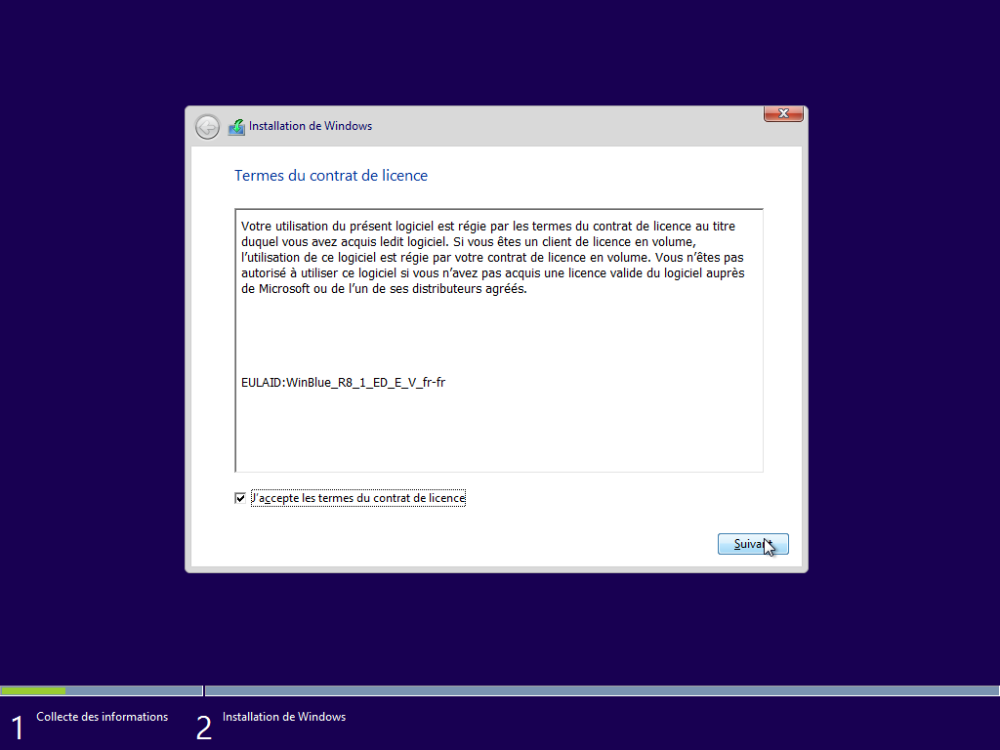 Installation de Windows
Termes du contrat de licence
Votre utilisation du présent logiciel est régie par les termes du contrat de licence au titre
duquel vous avez acquis ledit logiciel. Si vous êtes un client de licence en volume,
l’utilisation de ce logiciel est régie par votre contrat de licence en volume. Vous n’êtes pas
autorisé à utiliser ce logiciel si vous n’avez pas acquis une licence valide du logiciel auprès
de Microsoft ou de l’un de ses distributeurs agréés.
EULAID:WinBlue_R8_1_ED_E_V_fr-fr
J'accepte les termes du contrat de licence
Suivant
1 Collecte des informations
2 Installation de Windows